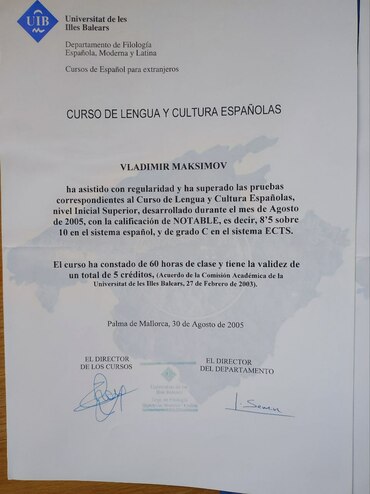 UIB
Universitat de les
Illes Balears
Departamento de Filología
Española, Moderna y Latina
Cursos de Español para extranjeros
CURSO DE LENGUA Y CULTURA ESPAÑOLAS
VLADIMIR MAKSIMOV
ha asistido con regularidad y ha superado las pruebas
correspondientes al Curso de Lengua y Cultura Españolas,
nivel Inicial Superior, desarrollado durante el mes de Agosto
de 2005, con la calificación de NOTABLE, es decir, 8'5 sobre
10 en el sistema español, y de grado C en el sistema ECTS.
El curso ha constado de 60 horas de clase y tiene la validez de
un total de 5 créditos, (Acuerdo de la Comisión Académica de la
Universitat de les Illes Balears, 27 de Febrero de 2003).
Palma de Mallorca, 30 de Agosto de 2005
EL DIRECTOR
DE LOS CURSOS
EL DIRECTOR
DEL DEPARTAMENTO
Universitat de les
Illes Balears